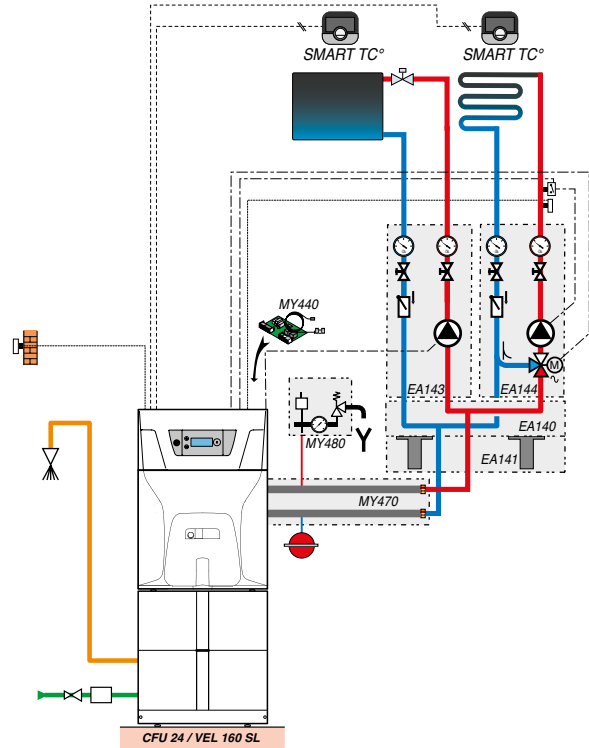 SMART TC°
SMART TC°
MY440
EA143
EA144
M
MY480
EA140
EA141
MY470
CFU 24 / VEL 160 SL